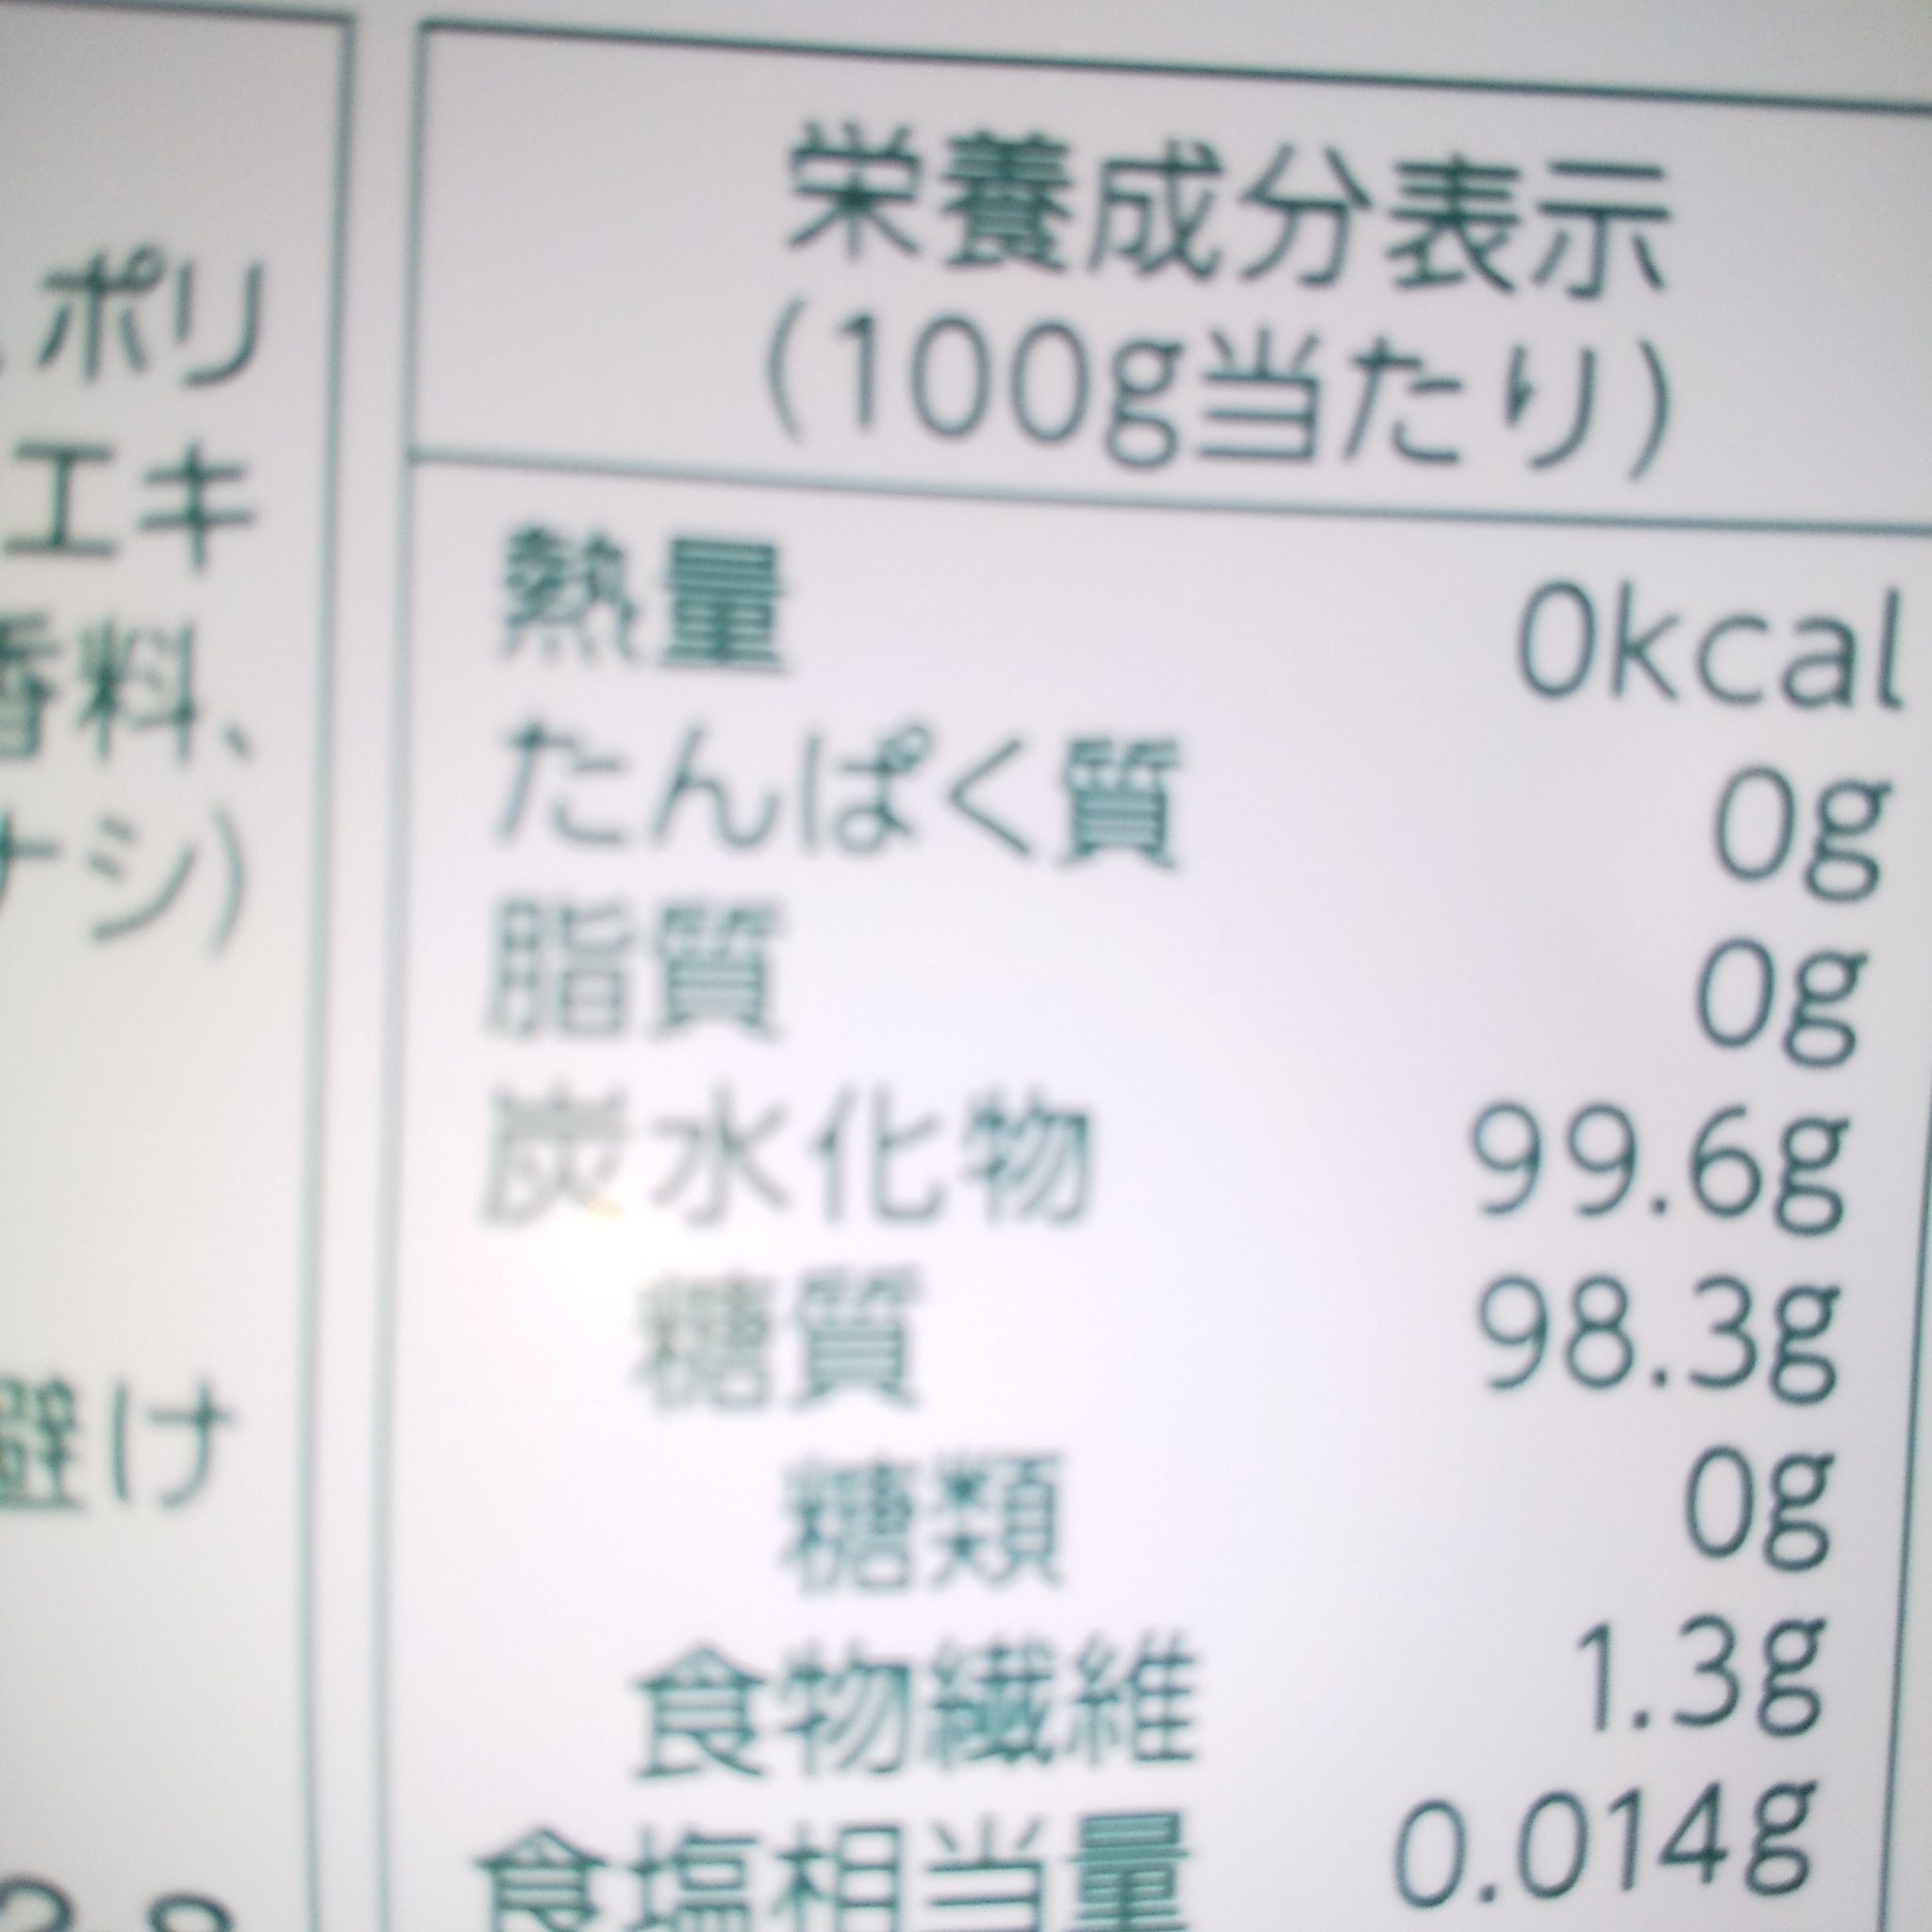 ポリ
エキ
香料、
ナシ)
避け
栄養成分表示
(100g当たり)
熱量 0kcal
たんぱく質 0g
脂質 0g
炭水化物 99.6g
糖質 98.3g
糖類 0g
食物繊維 1.3g
食塩相当量 0.014g